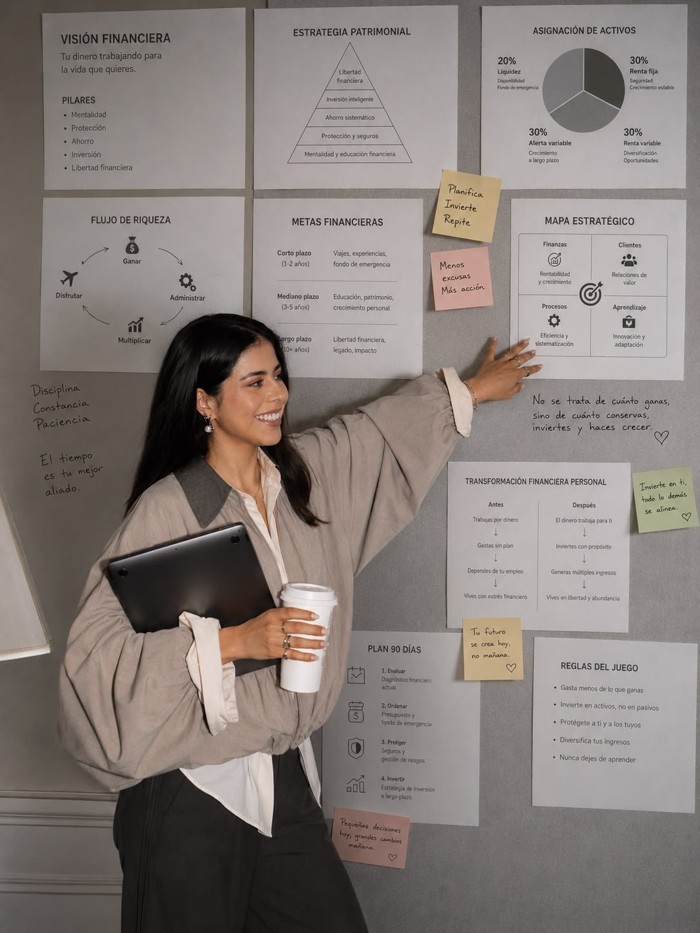 VISIÓN FINANCIERA
Tu dinero trabajando para
la vida que quieres.
PILARES
• Mentalidad
• Protección
• Ahorro
• Inversión
• Libertad financiera
ESTRATEGIA PATRIMONIAL
Libertad
financiera
Inversión inteligente
Ahorro sistemático
Protección y seguros
Mentalidad y educación financiera
ASIGNACIÓN DE ACTIVOS
20%
Liquidez
Disponibilidad
Fondo de emergencia
30%
Renta fija
Seguridad
Crecimiento estable
30%
Alerta variable
Crecimiento
a largo plazo
30%
Renta variable
Diversificación
Oportunidades
Planifica
Invierte
Repite
Menos
excusas
Más acción.
FLUJO DE RIQUEZA
Ganar
Disfrutar
Administrar
Multiplicar
METAS FINANCIERAS
Corto plazo
(1-2 años)
Viajes, experiencias,
fondo de emergencia
Mediano plazo
(3-5 años)
Educación, patrimonio,
crecimiento personal
argo plazo
10+ años)
Libertad financiera,
legado, impacto
MAPA ESTRATÉGICO
Finanzas
Rentabilidad
y crecimiento
Clientes
Relaciones de
valor
Procesos
Eficiencia y
sistematización
Aprendizaje
Innovación y
adaptación
Disciplina
Constancia
Paciencia
El tiempo
es tu mejor
aliado.
No se trata de cuánto ganas,
sino de cuánto conservas,
inviertes y haces crecer.
TRANSFORMACIÓN FINANCIERA PERSONAL
Antes
Trabajas por dinero
Gastas sin plan
Dependes de tu empleo
Vives con estrés financiero
Después
El dinero trabaja para ti
Inviertes con propósito
Generas múltiples ingresos
Vives en libertad y abundancia
Invierte en ti,
todo lo demás
se alinea.
Tu futuro
se crea hoy,
no mañana.
PLAN 90 DÍAS
1. Evaluar
Diagnóstico financiero
actual
2. Ordenar
Presupuesto y
fondo de emergencia
3. Proteger
Seguros y
gestión de riesgos
4. Invertir
Estrategia de inversión
a largo plazo
REGLAS DEL JUEGO
• Gasta menos de lo que ganas
• Invierte en activos, no en pasivos
• Protégete a ti y a los tuyos
• Diversifica tus ingresos
• Nunca dejes de aprender
Pequeñas decisiones
hoy, grandes cambios
mañana.